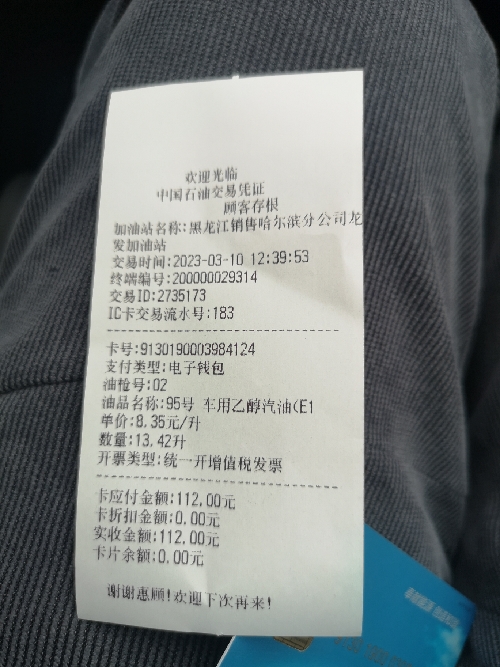 欢迎光临
中国石油交易凭证
顾客存根
加油站名称:黑龙江销售哈尔滨分公司龙
发加油站
交易时间:2023-03-10 12:39:53
终端编号:200000029314
交易ID:2735173
IC卡交易流水号:183
卡号:9130190003984124
支付类型:电子钱包
油枪号:02
油品名称:95号 车用乙醇汽油(E1
单价:8.35元/升
数量:13.42升
开票类型:统一开增值税发票
卡应付金额:112.00元
卡折扣金额:0.00元
实收金额:112.00元
卡片余额:0.00元
谢谢惠顾!欢迎下次再来!